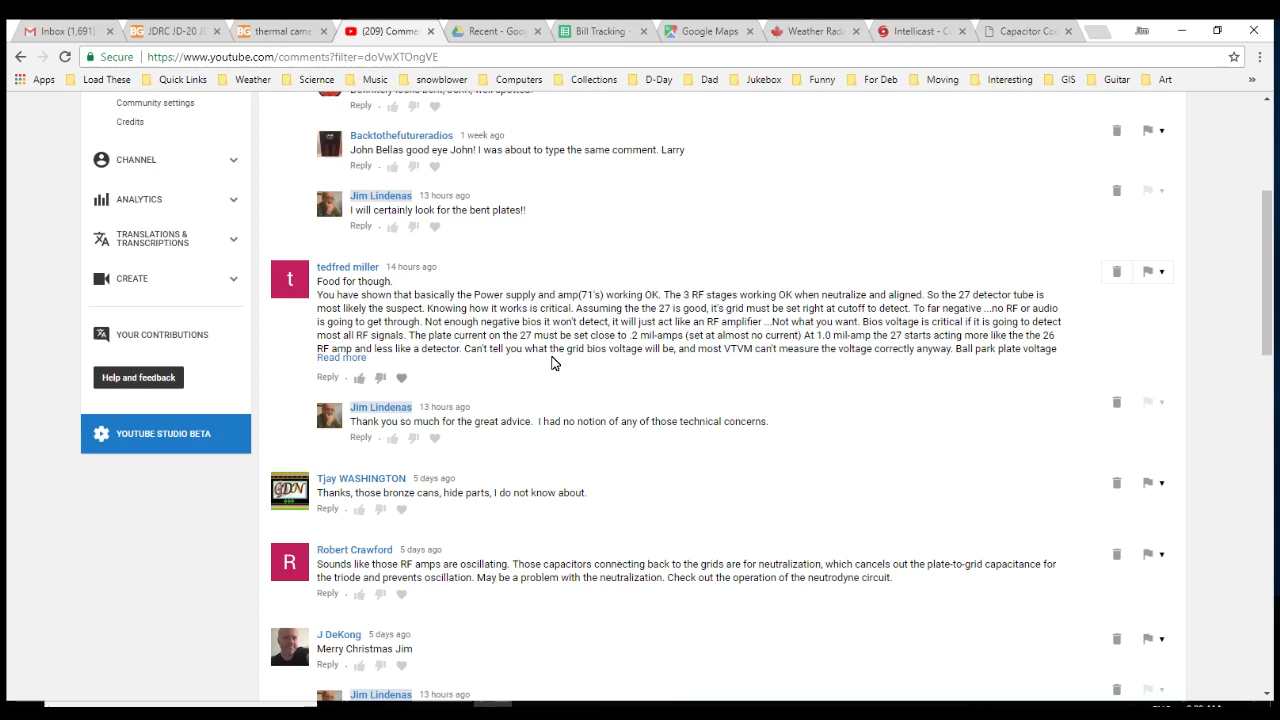 Inbox (1,691)
JDRC JD-20 JD
thermal came
(209) Comme
Recent - Goog
Bill Tracking -
Google Maps
Weather Rada
Intellicast - C
Capacitor Co
Jim
Secure
https://www.youtube.com/comments?filter=doVwXTOngVE
Apps
Load These
Quick Links
Weather
Science
Music
snowblower
Computers
Collections
D-Day
Dad
Jukebox
Funny
For Deb
Moving
Interesting
GIS
Guitar
Art
»
Community settings
Credits
CHANNEL
ANALYTICS
TRANSLATIONS &
TRANSCRIPTIONS
CREATE
YOUR CONTRIBUTIONS
Help and feedback
YOUTUBE STUDIO BETA
Definitely looks bent, John, well spotted!
Reply
Backtothefutureradios 1 week ago
John Bellas good eye John! I was about to type the same comment. Larry
Reply
Jim Lindenas 13 hours ago
I will certainly look for the bent plates!!
Reply
t
tedfred miller 14 hours ago
Food for though.
You have shown that basically the Power supply and amp(71's) working OK. The 3 RF stages working OK when neutralize and aligned. So the 27 detector tube is
most likely the suspect. Knowing how it works is critical. Assuming the the 27 is good, it's grid must be set right at cutoff to detect. To far negative ...no RF or audio
is going to get through. Not enough negative bios it won't detect, it will just act like an RF amplifier ...Not what you want. Bios voltage is critical if it is going to detect
most all RF signals. The plate current on the 27 must be set close to .2 mil-amps (set at almost no current) At 1.0 mil-amp the 27 starts acting more like the the 26
RF amp and less like a detector. Can't tell you what the grid bios voltage will be, and most VTVM can't measure the voltage correctly anyway. Ball park plate voltage
Read more
Reply
Jim Lindenas 13 hours ago
Thank you so much for the great advice. I had no notion of any of those technical concerns.
Reply
GDN
Tjay WASHINGTON 5 days ago
Thanks, those bronze cans, hide parts, I do not know about.
Reply
R
Robert Crawford 5 days ago
Sounds like those RF amps are oscillating. Those capacitors connecting back to the grids are for neutralization, which cancels out the plate-to-grid capacitance for
the triode and prevents oscillation. May be a problem with the neutralization. Check out the operation of the neutrodyne circuit.
Reply
J DeKong 5 days ago
Merry Christmas Jim
Reply
Jim Lindenas 13 hours ago